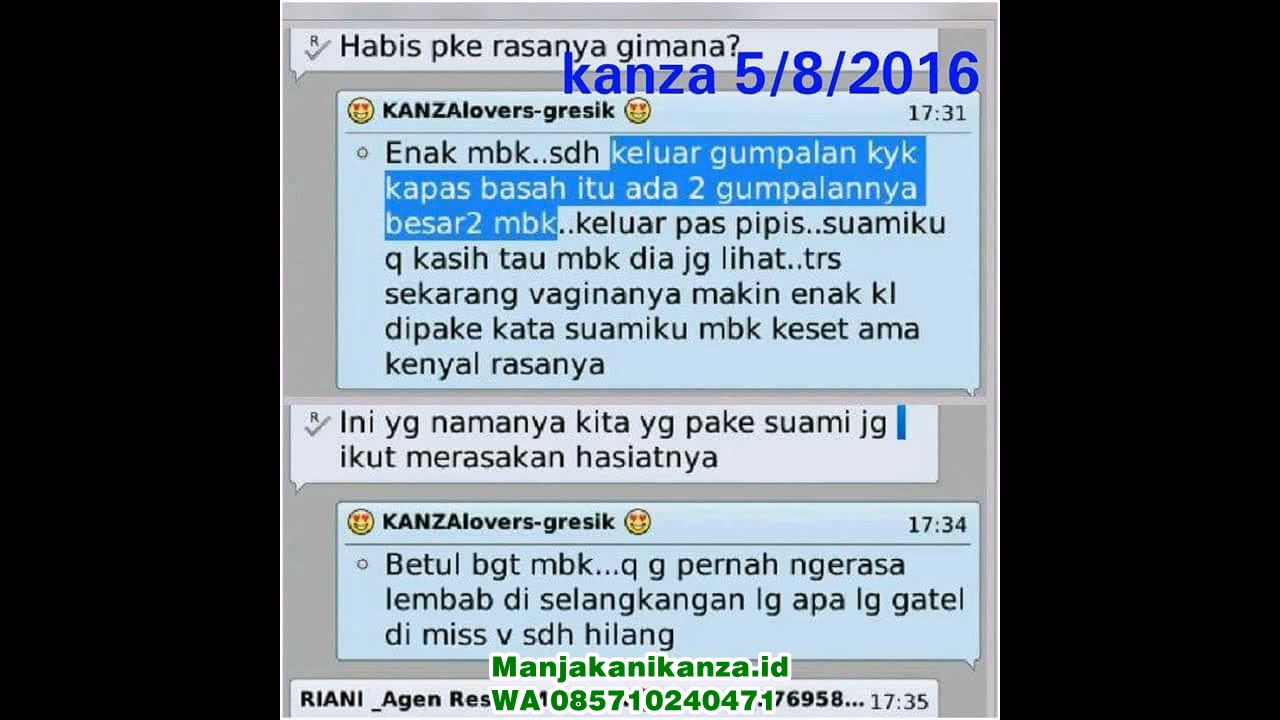 Habis pke rasanya gimana?
kanza 5/8/2016
KANZAlovers-gresik 17:31
Enak mbk..sdh keluar gumpalan kyk
kapas basah itu ada 2 gumpalannya
besar2 mbk..keluar pas pipis..suamiku
q kasih tau mbk dia jg lihat..trs
sekarang vaginanya makin enak kl
dipake kata suamiku mbk keset ama
kenyal rasanya
Ini yg namanya kita yg pake suami jg
ikut merasakan hasiatnya
KANZAlovers-gresik 17:34
Betul bgt mbk...q g pernah ngerasa
lembab di selangkangan lg apa lg gatel
di miss v sdh hilang
Manjakanikanza.id
RIANI _Agen Res 76958... 17:35
WA 085710240471